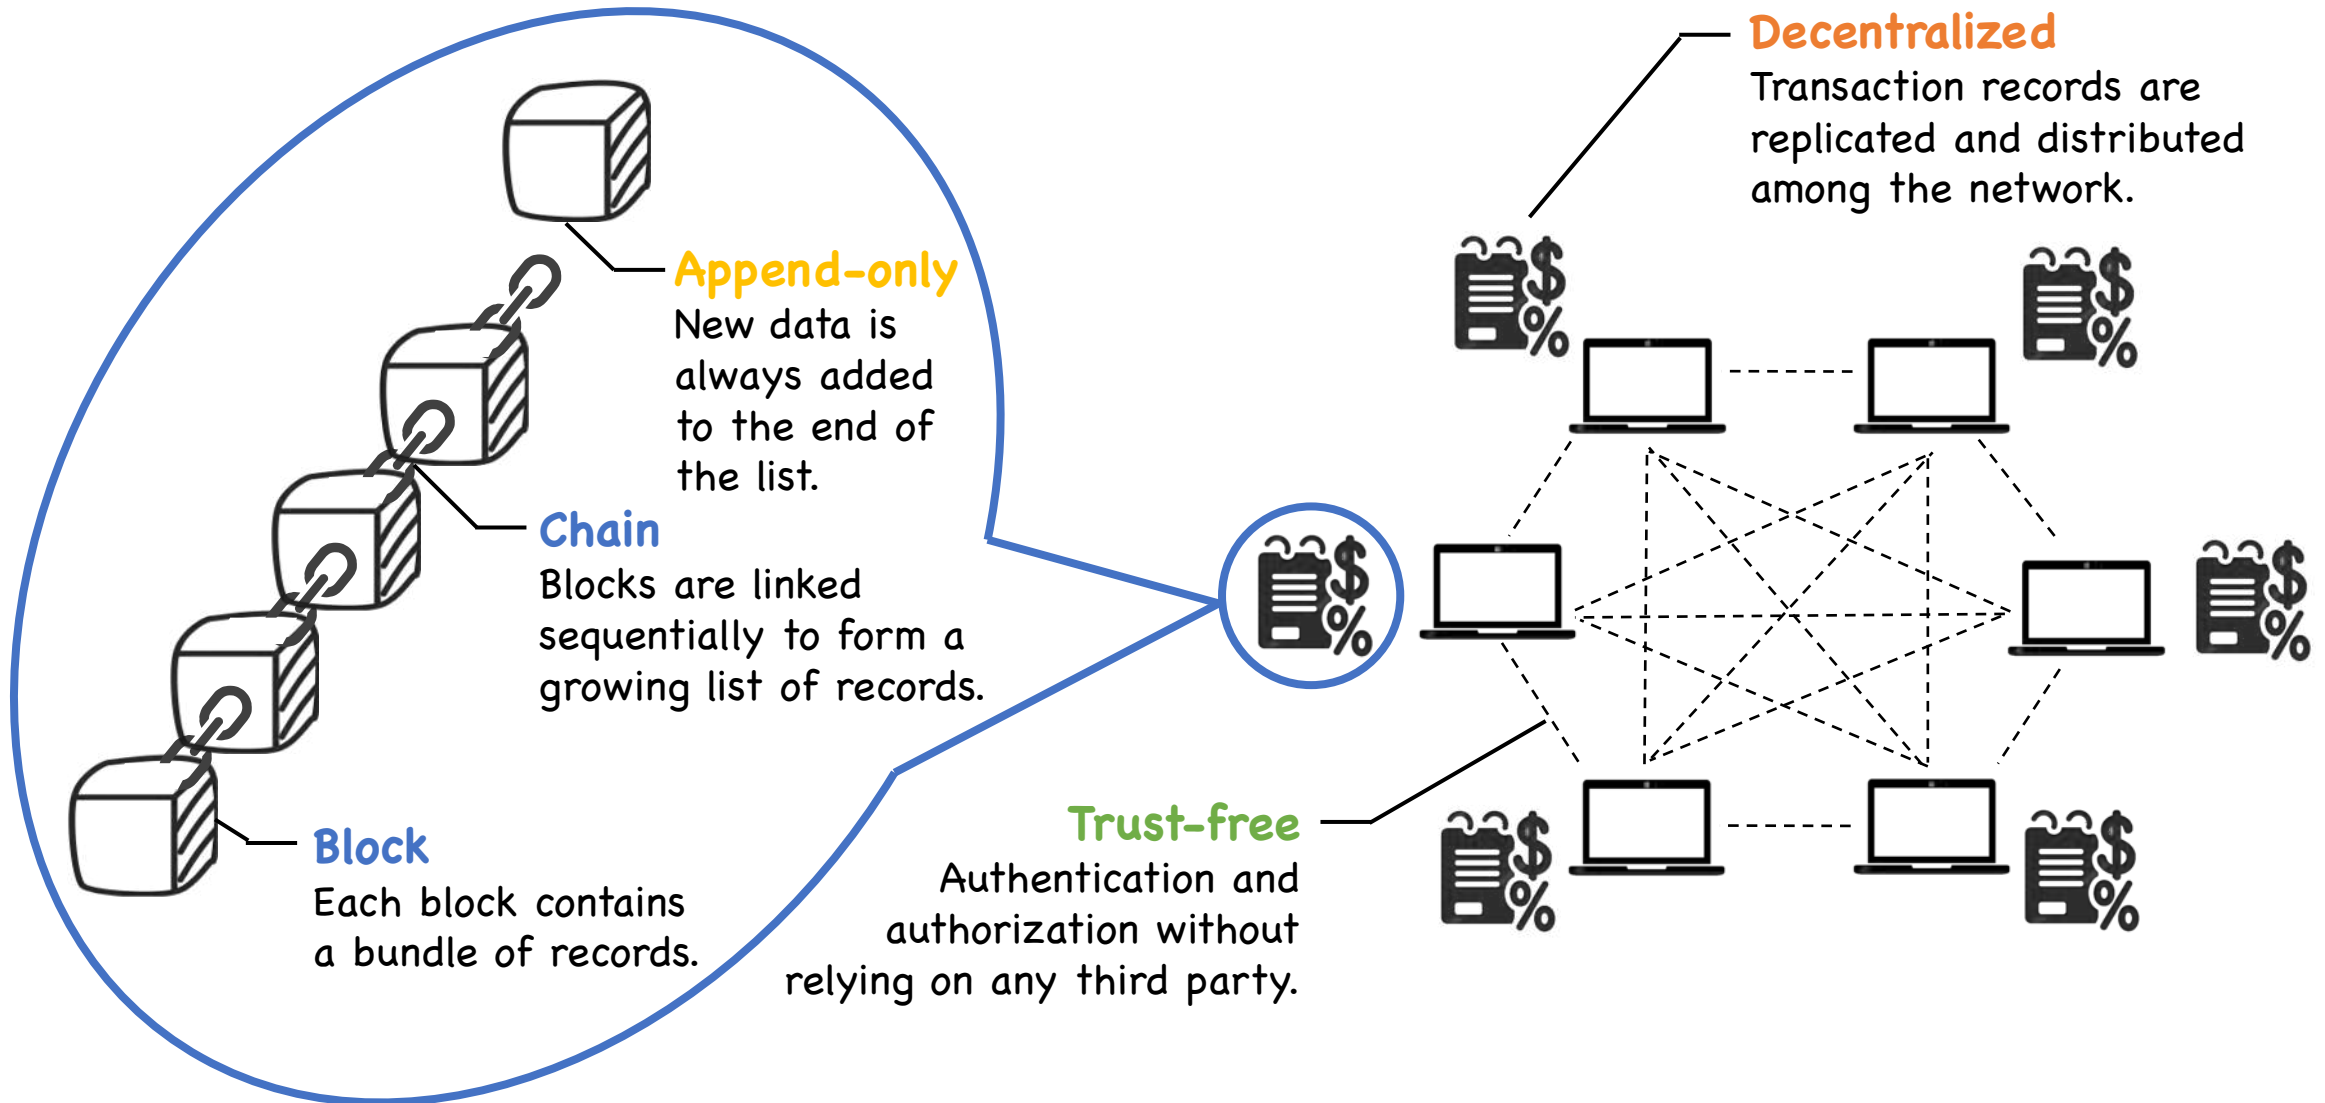 Decentralized
Transaction records are
replicated and distributed
among the network.
Append-only
New data is
always added
to the end of
the list.
Chain
Blocks are linked
sequentially to form a
growing list of records.
Block
Each block contains
a bundle of records.
Trust-free
Authentication and
authorization without
relying on any third party.
$
%
$
%
$
%
$
%
$
%
$
%